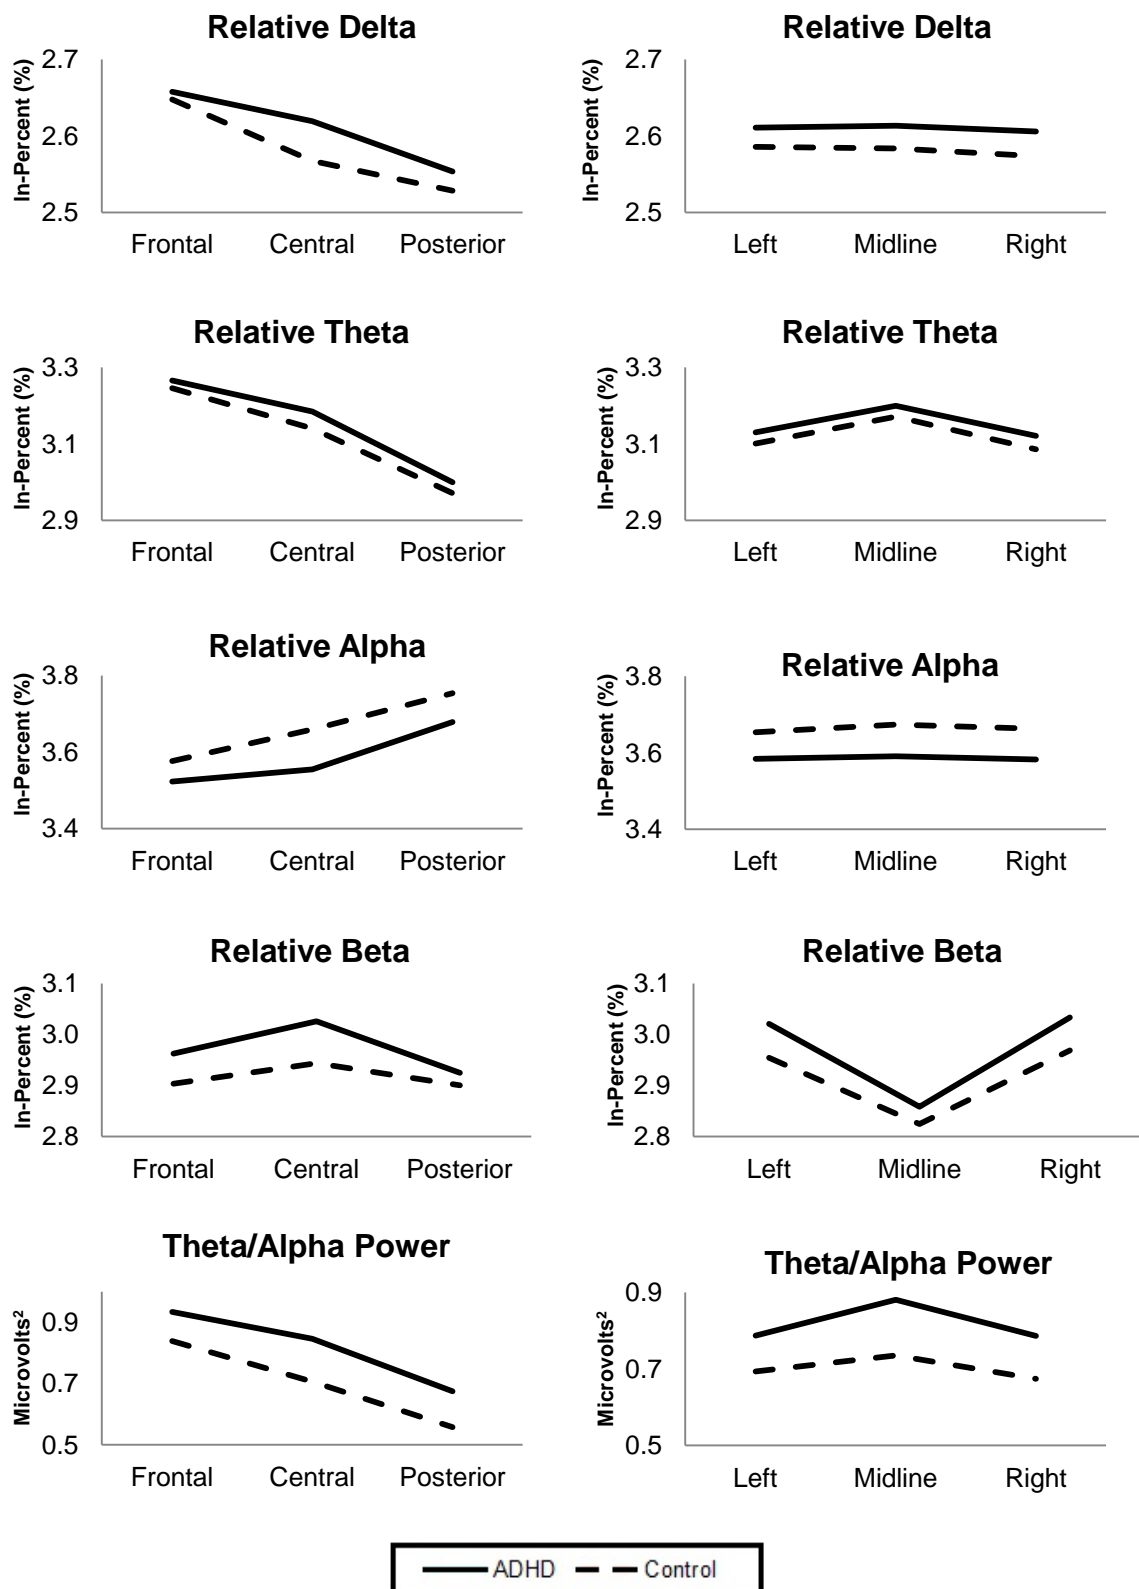 Relative Delta
In-Percent (%)
2.7
2.6
2.5
Frontal Central Posterior
Relative Delta
In-Percent (%)
2.7
2.6
2.5
Left Midline Right
Relative Theta
In-Percent (%)
3.3
3.1
2.9
Frontal Central Posterior
Relative Theta
In-Percent (%)
3.3
3.1
2.9
Left Midline Right
Relative Alpha
In-Percent (%)
3.8
3.6
3.4
Frontal Central Posterior
Relative Alpha
In-Percent (%)
3.8
3.6
3.4
Left Midline Right
Relative Beta
In-Percent (%)
3.1
3.0
2.9
2.8
Frontal Central Posterior
Relative Beta
In-Percent (%)
3.1
3.0
2.9
2.8
Left Midline Right
Theta/Alpha Power
Microvolts²
0.9
0.7
0.5
Frontal Central Posterior
Theta/Alpha Power
Microvolts²
0.9
0.7
0.5
Left Midline Right
ADHD Control